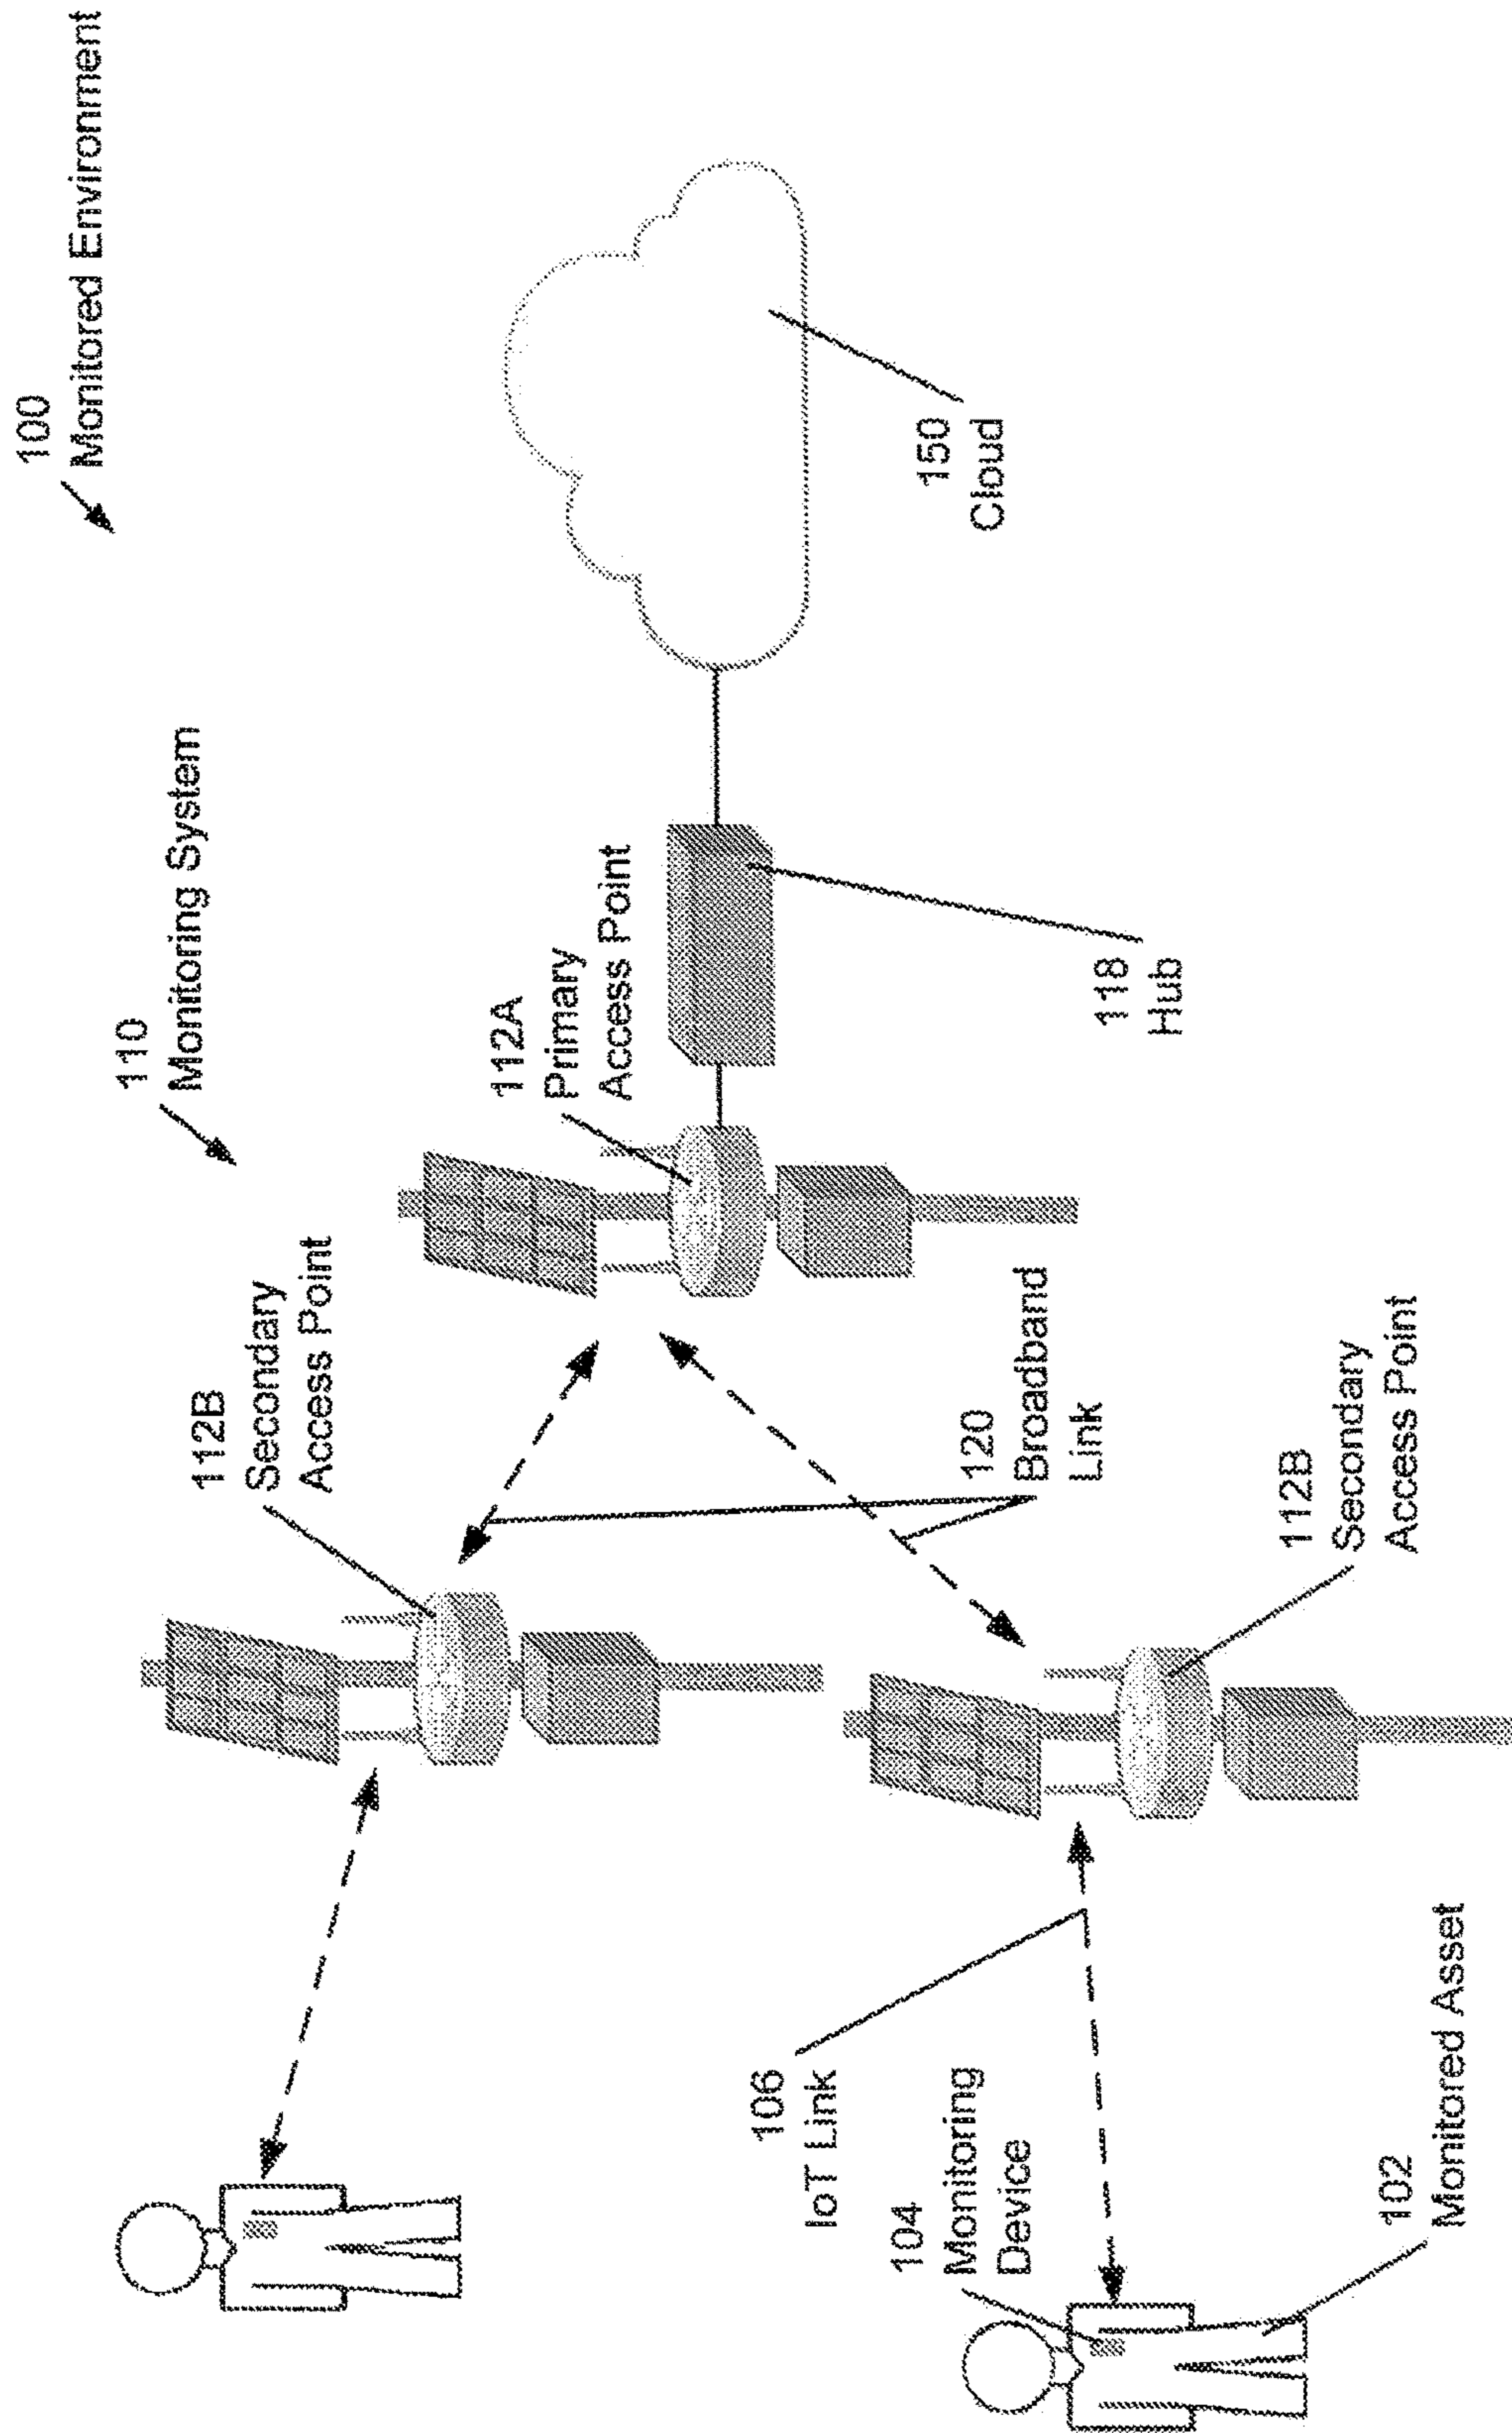 100
Monitored Environment
110
Monitoring System
112B
Secondary
Access Point
112A
Primary
Access Point
106
IoT Link
104
Monitoring
Device
120
Broadband
Link
150
Cloud
118
Hub
112B
Secondary
Access Point
102
Monitored Asset